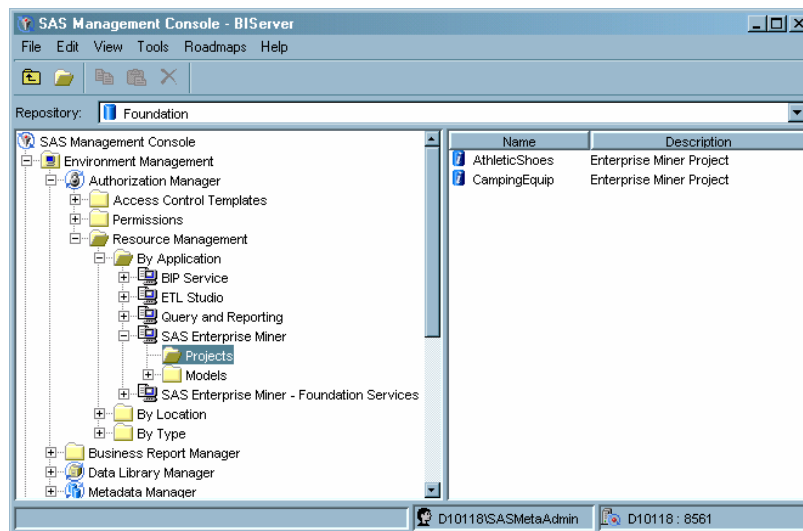 SAS Management Console - BIServer
File Edit View Tools Roadmaps Help
Repository: Foundation
SAS Management Console
Environment Management
Authorization Manager
Access Control Templates
Permissions
Resource Management
By Application
BIP Service
ETL Studio
Query and Reporting
SAS Enterprise Miner
Projects
Models
SAS Enterprise Miner - Foundation Services
By Location
By Type
Business Report Manager
Data Library Manager
Metadata Manager
Name Description
AthleticShoes Enterprise Miner Project
CampingEquip Enterprise Miner Project
D10118\SASMetaAdmin D10118 : 8561